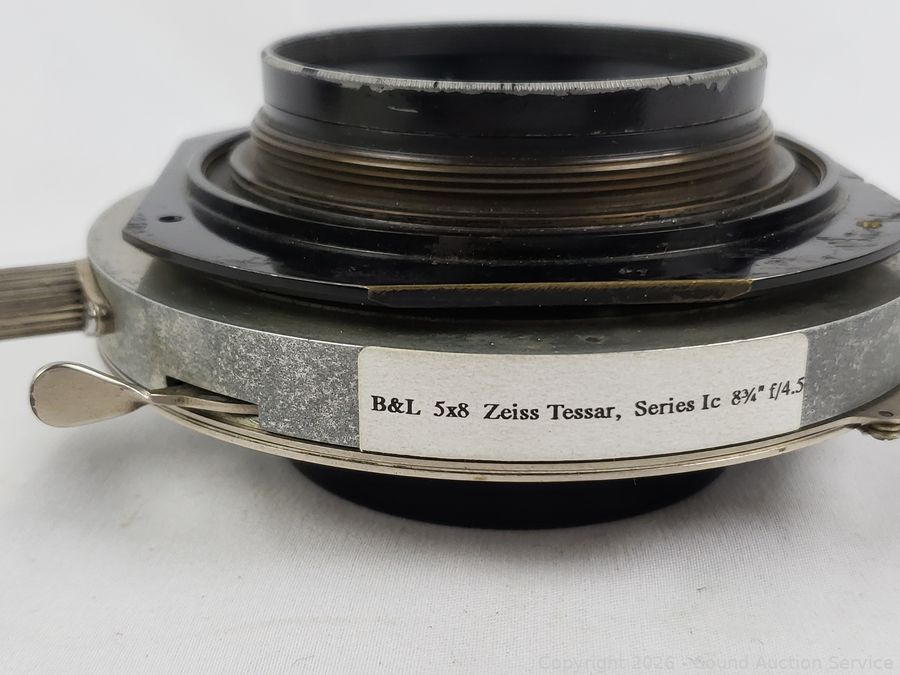 B&L 5x8 Zeiss Tessar, Series Ic 8¾" f/4.5
Copyright 2026 - Sound Auction Service